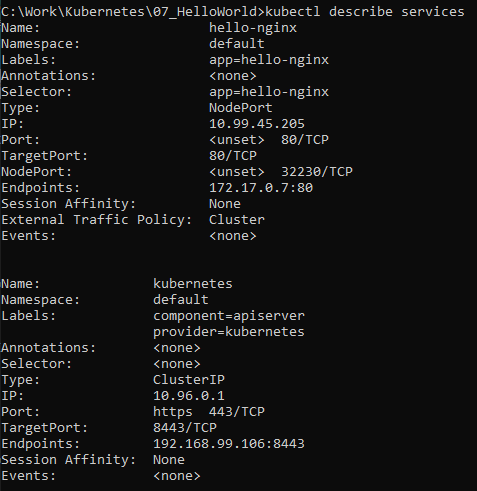 C:\Work\Kubernetes\07_HelloWorld>kubectl describe services
Name:                     hello-nginx
Namespace:                default
Labels:                   app=hello-nginx
Annotations:              <none>
Selector:                 app=hello-nginx
Type:                     NodePort
IP:                       10.99.45.205
Port:                     <unset>  80/TCP
TargetPort:               80/TCP
NodePort:                 <unset>  32230/TCP
Endpoints:                172.17.0.7:80
Session Affinity:         None
External Traffic Policy:  Cluster
Events:                   <none>
Name:              kubernetes
Namespace:         default
Labels:            component=apiserver
                   provider=kubernetes
Annotations:       <none>
Selector:          <none>
Type:              ClusterIP
IP:                10.96.0.1
Port:              https  443/TCP
TargetPort:        8443/TCP
Endpoints:         192.168.99.106:8443
Session Affinity:  None
Events:            <none>